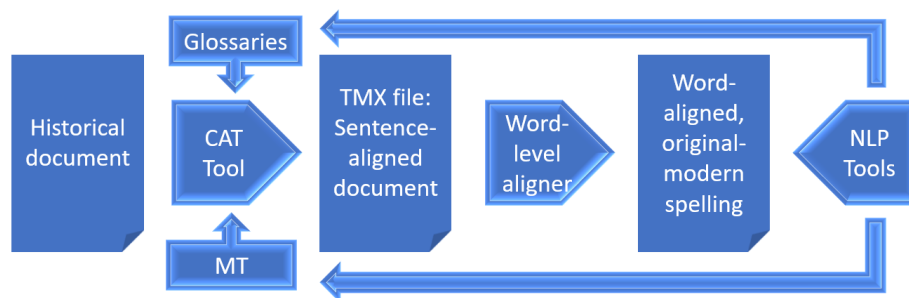 Glossaries
Historical
document
CAT
Tool
MT
TMX file:
Sentence-
aligned
document
Word-
level
aligner
Word-
aligned,
original-
modern
spelling
NLP
Tools